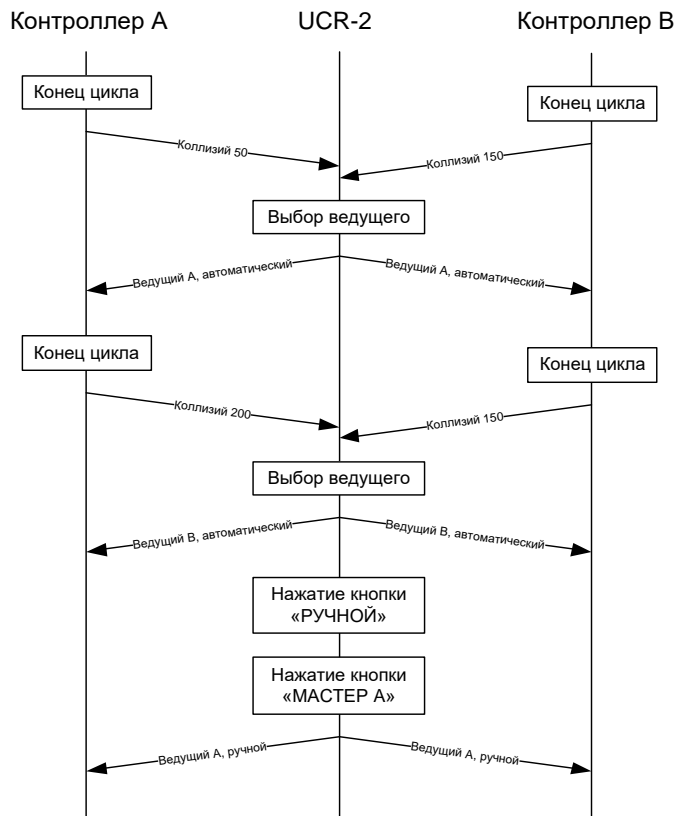 Контроллер А
UCR-2
Контроллер В
Конец цикла
Конец цикла
Коллизий 50
Коллизий 150
Выбор ведущего
Ведущий А, автоматический
Ведущий А, автоматический
Конец цикла
Конец цикла
Коллизий 200
Коллизий 150
Выбор ведущего
Ведущий В, автоматический
Ведущий В, автоматический
Нажатие кнопки
«РУЧНОЙ»
Нажатие кнопки
«МАСТЕР А»
Ведущий А, ручной
Ведущий А, ручной